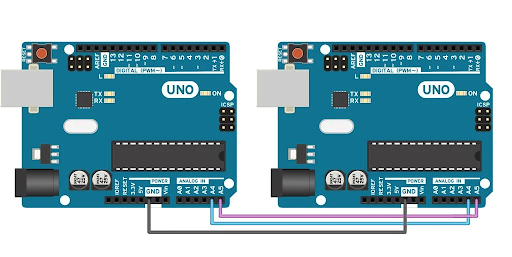 RESET
AREF
GND
13
12
~11
~10
~9
8
7
~6
~5
4
~3
2
TX→1
RX←0
DIGITAL (PWM~)
L
TX
RX
UNO
ON
ICSP
POWER
ANALOG IN
IOREF
RESET
3.3V
5V
GND
Vin
A0
A1
A2
A3
A4
A5
RESET
AREF
GND
13
12
~11
~10
~9
8
7
~6
~5
4
~3
2
TX→1
RX←0
DIGITAL (PWM~)
L
TX
RX
UNO
ON
ICSP
POWER
ANALOG IN
IOREF
RESET
3.3V
5V
GND
Vin
A0
A1
A2
A3
A4
A5